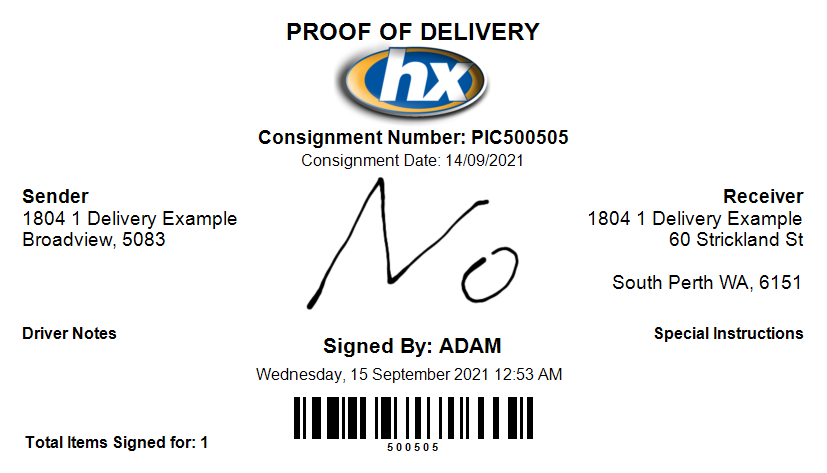 PROOF OF DELIVERY
hx
Consignment Number: PIC500505
Consignment Date: 14/09/2021
Sender
1804 1 Delivery Example
Broadview, 5083
Receiver
1804 1 Delivery Example
60 Strickland St
South Perth WA, 6151
No
Driver Notes
Special Instructions
Signed By: ADAM
Wednesday, 15 September 2021 12:53 AM
500505
Total Items Signed for: 1